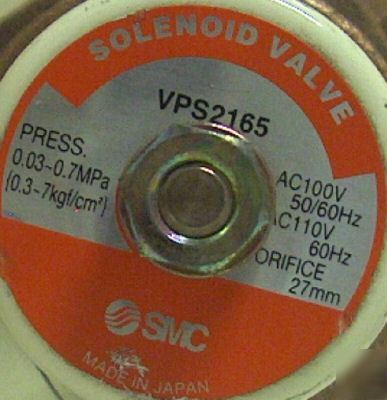 SOLENOID VALVE
VPS2165
PRESS.
0.03-0.7MPa
(0.3-7kgf/cm²)
AC100V
50/60Hz
AC110V
60Hz
ORIFICE
27mm
SMC
MADE IN JAPAN